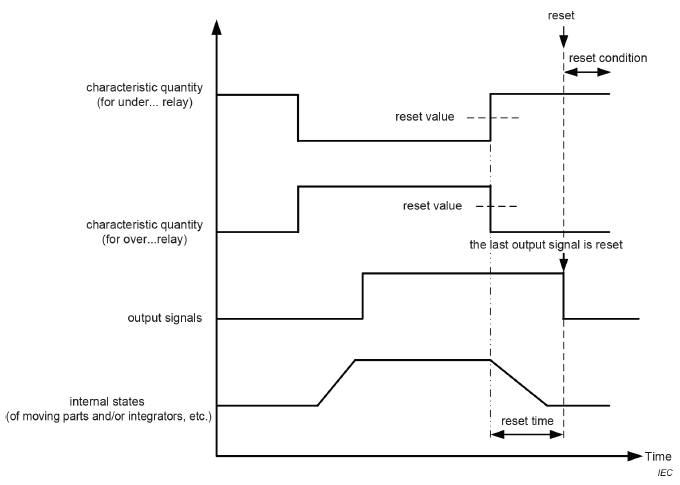 reset
reset condition
characteristic quantity
(for under... relay)
reset value
reset value
characteristic quantity
(for over...relay)
the last output signal is reset
output signals
internal states
(of moving parts and/or integrators, etc.)
reset time
Time
IEC